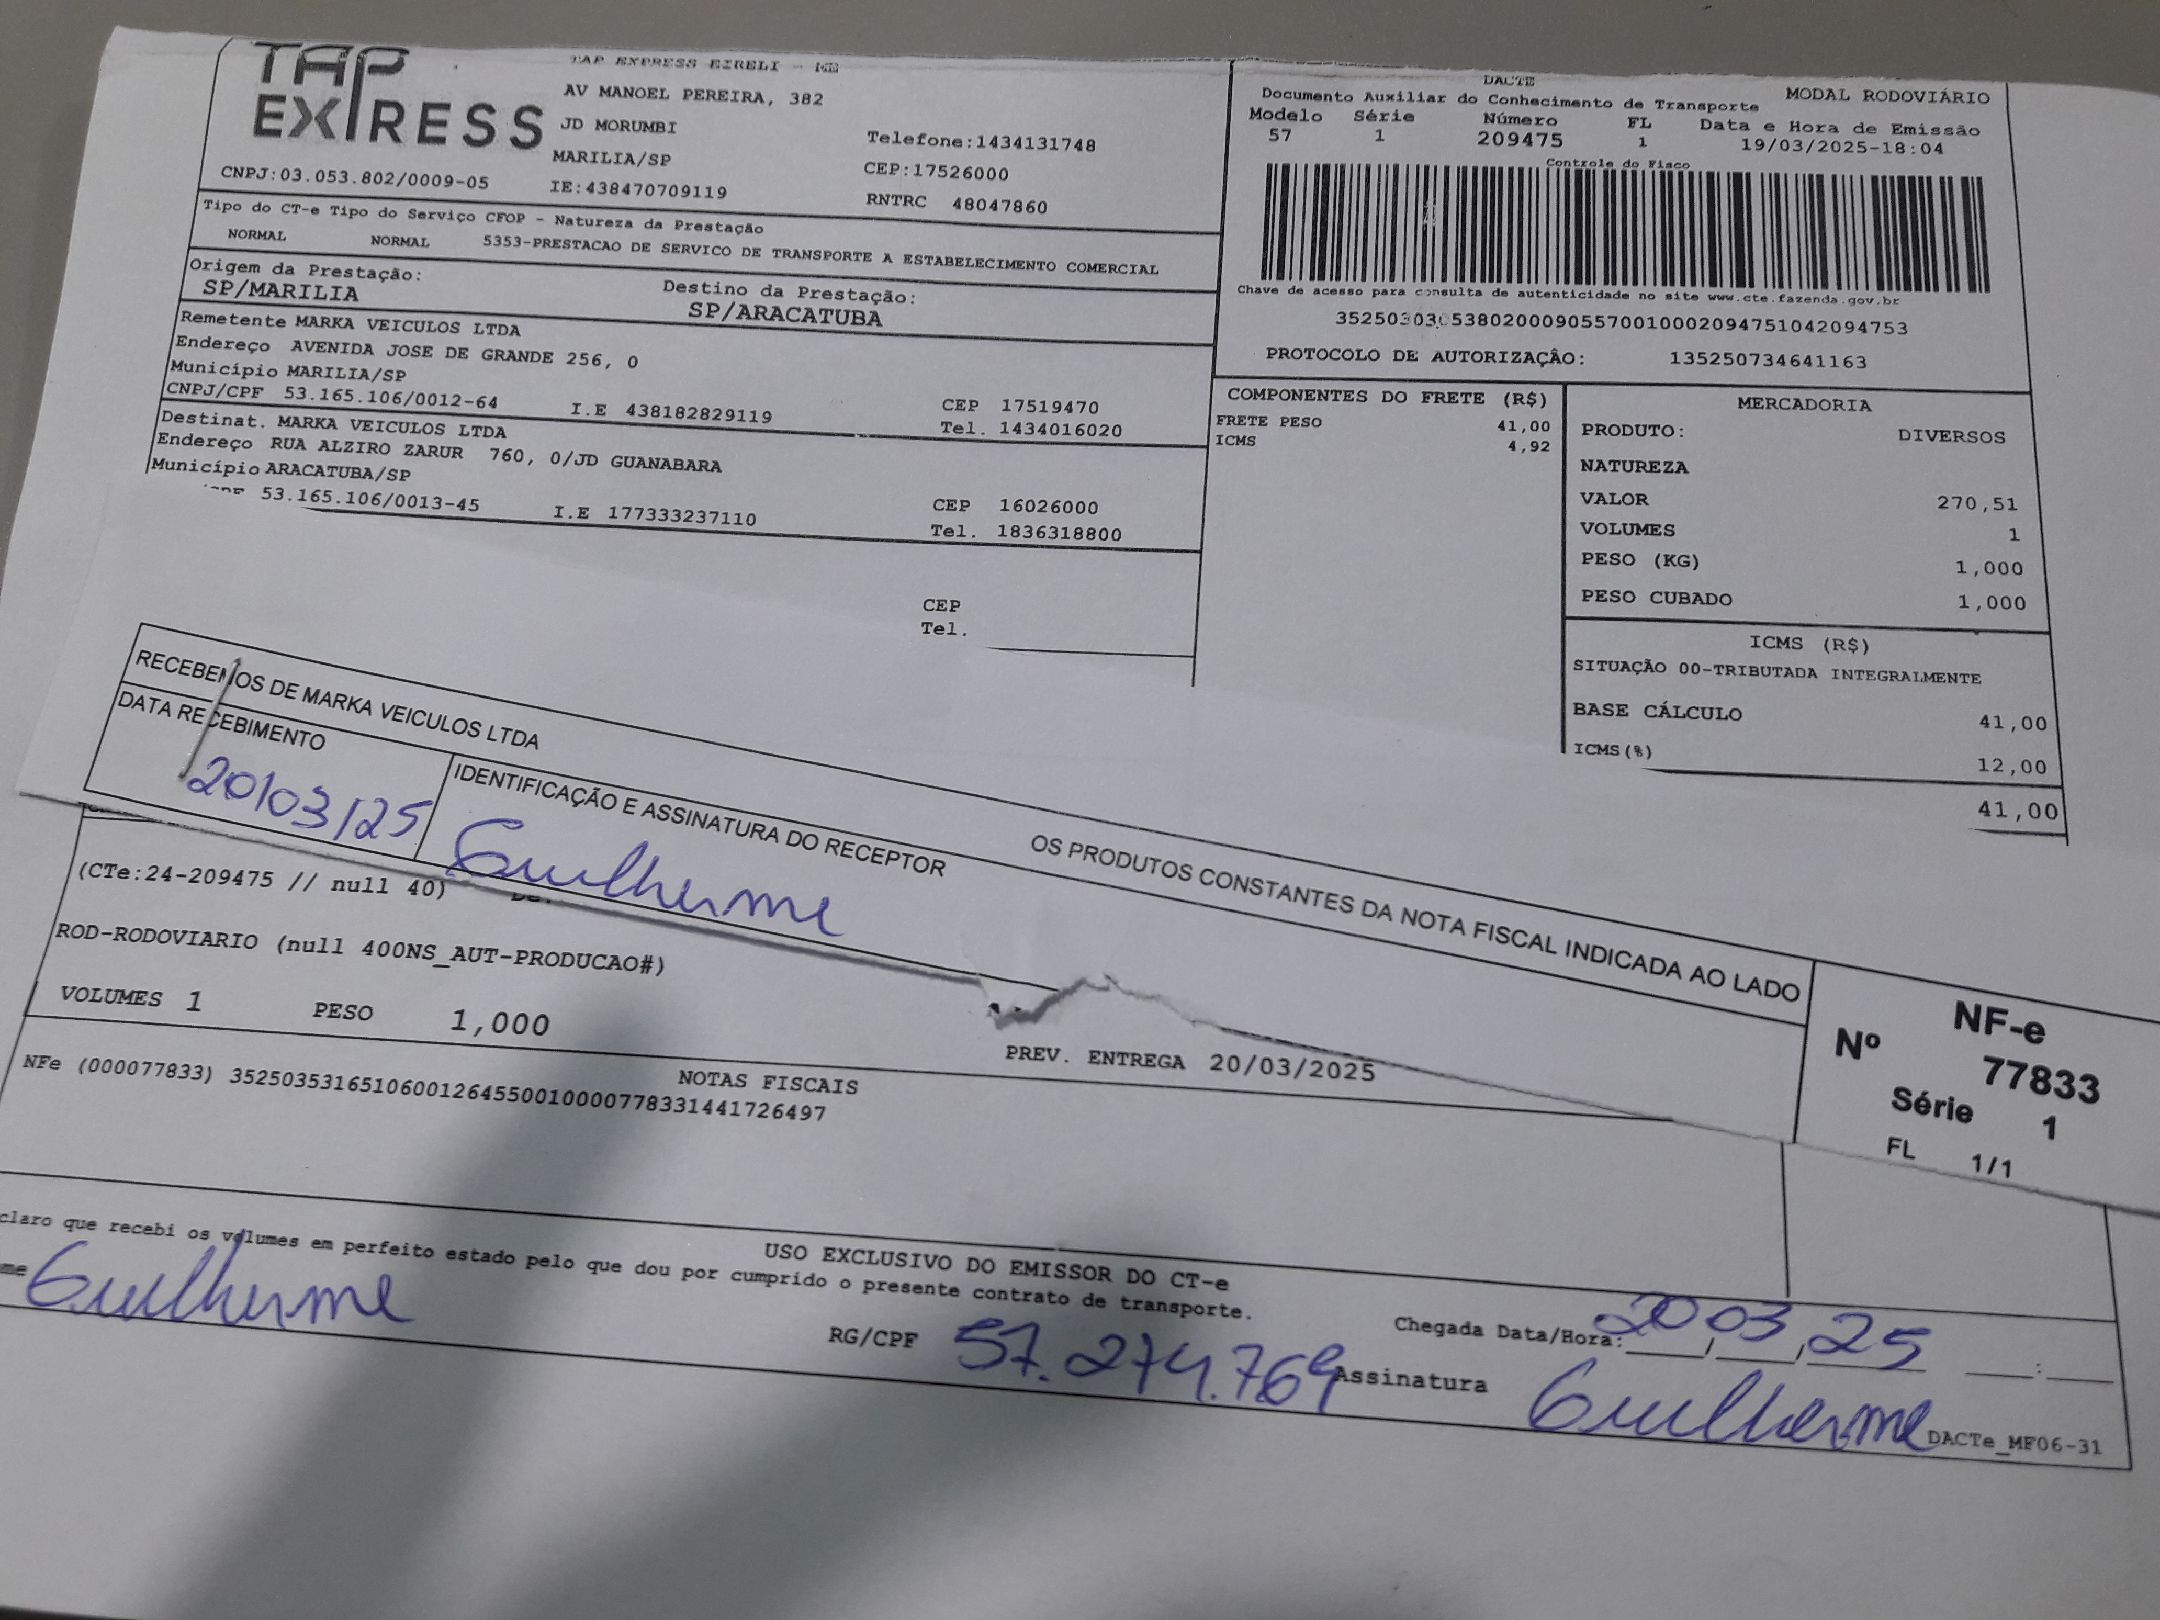 TAP EXPRESS
TAP EXPRESS EIRELI - ME
AV MANOEL PEREIRA, 382
JD MORUMBI
MARILIA/SP
Telefone:1434131748
CEP:17526000
CNPJ:03.053.802/0009-05 IE:438470709119 RNTRC 48047860
Tipo do CT-e Tipo do Serviço CFOP - Natureza da Prestação
NORMAL NORMAL 5353-PRESTACAO DE SERVICO DE TRANSPORTE A ESTABELECIMENTO COMERCIAL
Origem da Prestação: Destino da Prestação:
SP/MARILIA SP/ARACATUBA
Remetente MARKA VEICULOS LTDA
Endereço AVENIDA JOSE DE GRANDE 256, 0
Município MARILIA/SP CEP 17519470
CNPJ/CPF 53.165.106/0012-64 I.E 438182829119 Tel. 1434016020
Destinat. MARKA VEICULOS LTDA
Endereço RUA ALZIRO ZARUR 760, 0/JD GUANABARA
Município ARACATUBA/SP CEP 16026000
53.165.106/0013-45 I.E 177333237110 Tel. 1836318800
CEP
Tel.
DACTE
Documento Auxiliar do Conhecimento de Transporte MODAL RODOVIÁRIO
Modelo Série Número FL Data e Hora de Emissão
57 1 209475 1 19/03/2025-18:04
Controle do Fisco
Chave de acesso para consulta de autenticidade no site www.cte.fazenda.gov.br
PROTOCOLO DE AUTORIZAÇÂO: 135250734641163
COMPONENTES DO FRETE (R$)
FRETE PESO 41,00
ICMS 4,92
MERCADORIA
PRODUTO: DIVERSOS
NATUREZA
VALOR 270,51
VOLUMES 1
PESO (KG) 1,000
PESO CUBADO 1,000
ICMS (R$)
SITUAÇÃO 00-TRIBUTADA INTEGRALMENTE
BASE CÁLCULO 41,00
ICMS(%) 12,00
41,00
RECEBEMOS DE MARKA VEICULOS LTDA OS PRODUTOS CONSTANTES DA NOTA FISCAL INDICADA AO LADO
DATA RECEBIMENTO IDENTIFICAÇÃO E ASSINATURA DO RECEPTOR
20/03/25 Guilherme
NF-e
Nº 77833
Série 1
FL 1/1
(CTe:24-209475 // null 40)
ROD-RODOVIARIO (null 400NS_AUT-PRODUCAO#)
VOLUMES 1 PESO 1,000 PREV. ENTREGA 20/03/2025
NOTAS FISCAIS
NFe (000077833) 35250353165106001264550010000778331441726497
USO EXCLUSIVO DO EMISSOR DO CT-e
claro que recebi os volumes em perfeito estado pelo que dou por cumprido o presente contrato de transporte.
me Guilherme RG/CPF 57.274.769 Chegada Data/Hora: 20/03/25 :
Assinatura Guilherme
DACTe_MF06-31